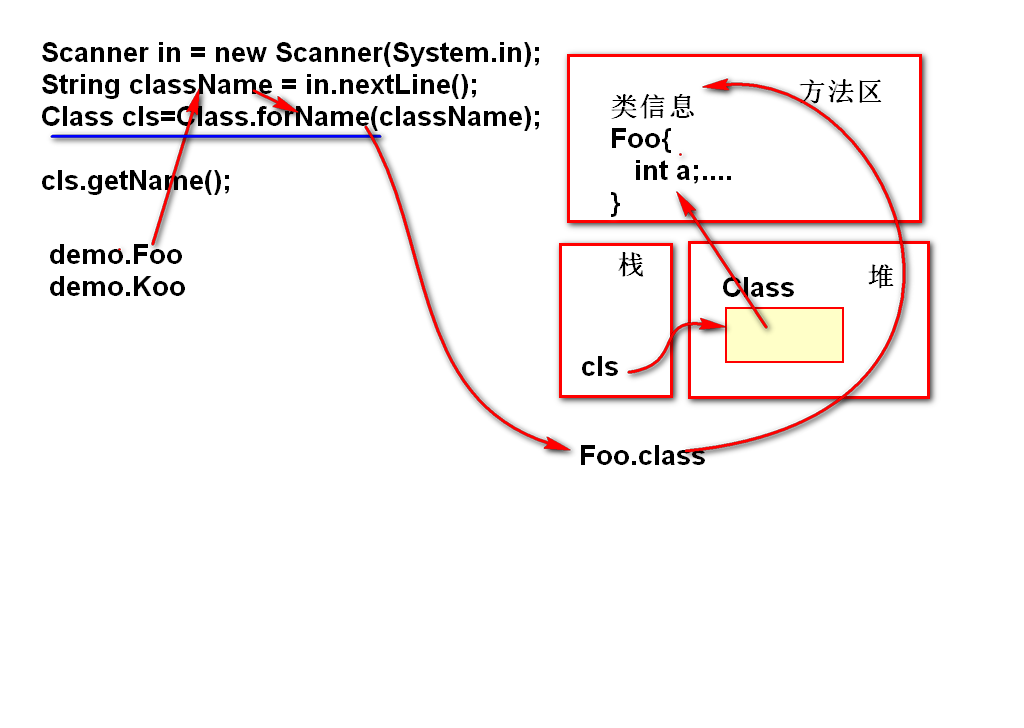 Scanner in = new Scanner(System.in);
String className = in.nextLine();
Class cls=Class.forName(className);
cls.getName();
demo.Foo
demo.Koo
方法区
类信息
Foo{
int a;....
}
栈
cls
堆
Class
Foo.class